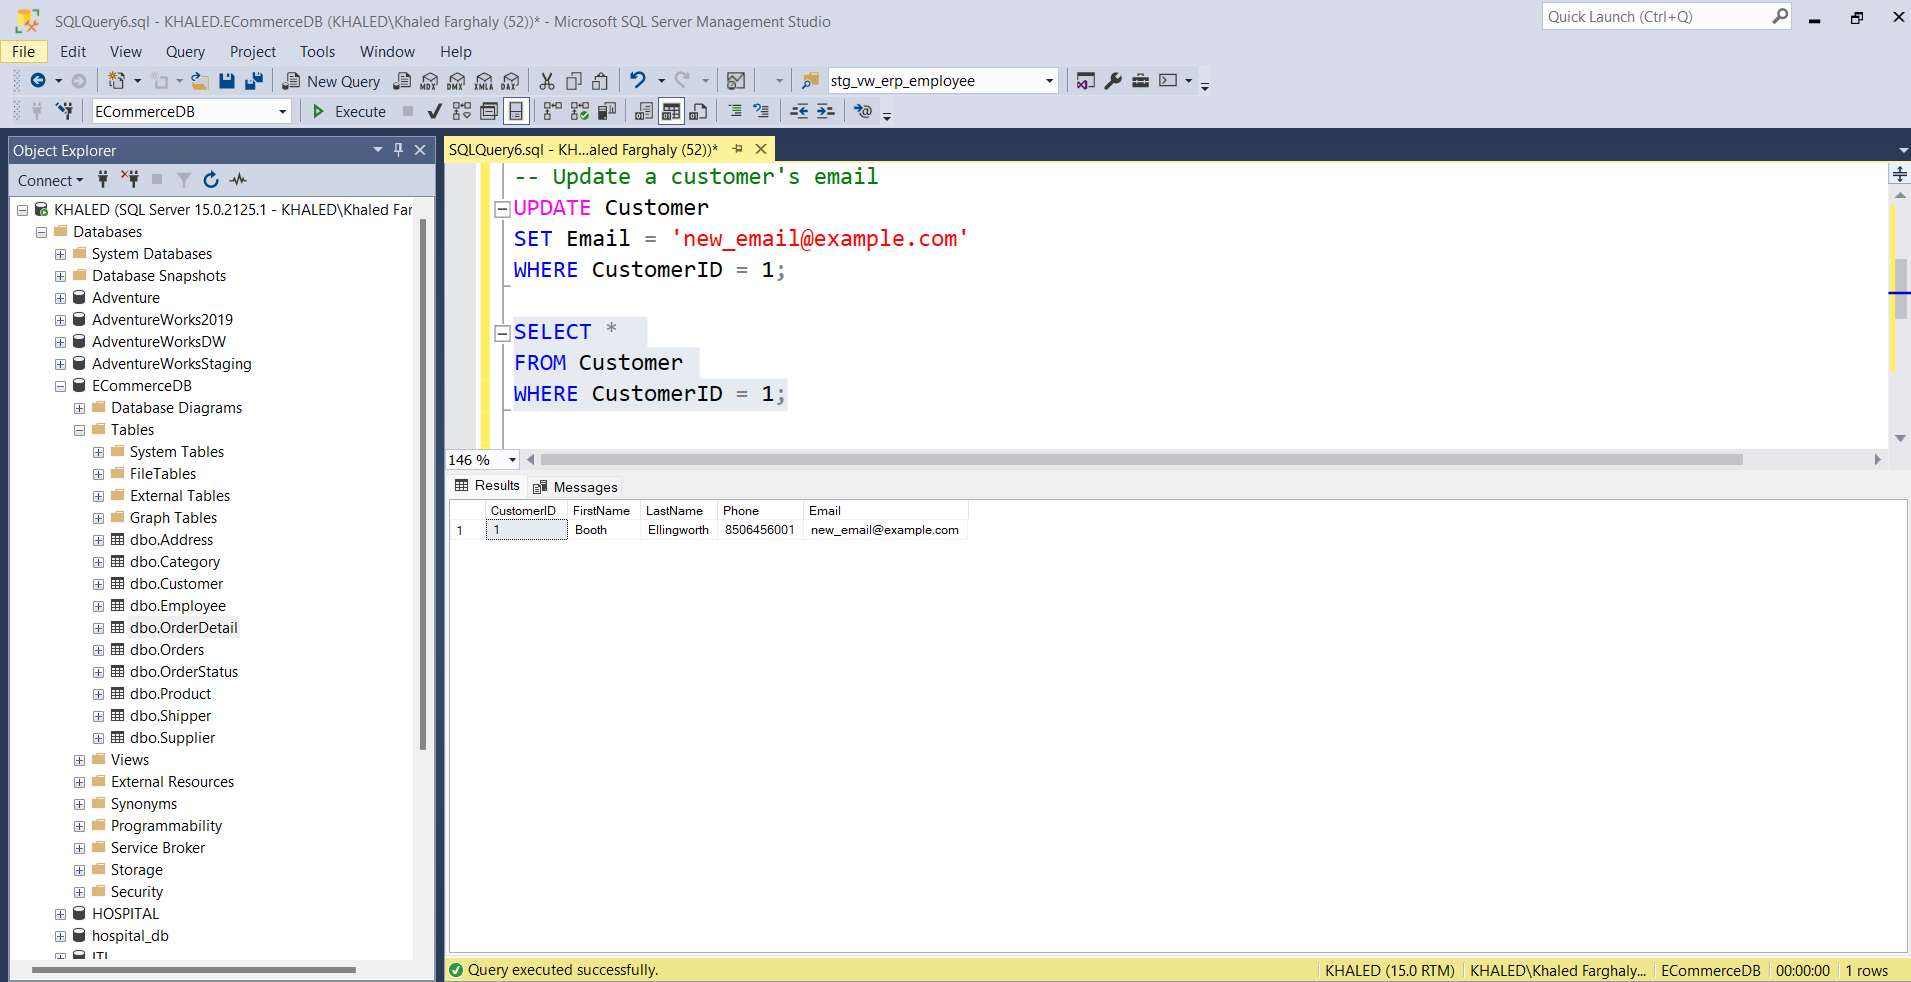 SQLQuery6.sql - KHALED.ECommerceDB (KHALED\Khaled Farghaly (52))* - Microsoft SQL Server Management Studio
Quick Launch (Ctrl+Q)
File Edit View Query Project Tools Window Help
New Query MDX DMX XMLA DAX stg_vw_erp_employee
ECommerceDB Execute
Object Explorer
Connect
KHALED (SQL Server 15.0.2125.1 - KHALED\Khaled Far
Databases
System Databases
Database Snapshots
Adventure
AdventureWorks2019
AdventureWorksDW
AdventureWorksStaging
ECommerceDB
Database Diagrams
Tables
System Tables
FileTables
External Tables
Graph Tables
dbo.Address
dbo.Category
dbo.Customer
dbo.Employee
dbo.OrderDetail
dbo.Orders
dbo.OrderStatus
dbo.Product
dbo.Shipper
dbo.Supplier
Views
External Resources
Synonyms
Programmability
Service Broker
Storage
Security
HOSPITAL
hospital_db
ITI
SQLQuery6.sql - KH...aled Farghaly (52))*
-- Update a customer's email
UPDATE Customer
SET Email = 'new_email@example.com'
WHERE CustomerID = 1;
SELECT *
FROM Customer
WHERE CustomerID = 1;
146 %
Results Messages
CustomerID FirstName LastName Phone Email
1 1 Booth Ellingworth 8506456001 new_email@example.com
Query executed successfully. KHALED (15.0 RTM) KHALED\Khaled Farghaly... ECommerceDB 00:00:00 1 rows